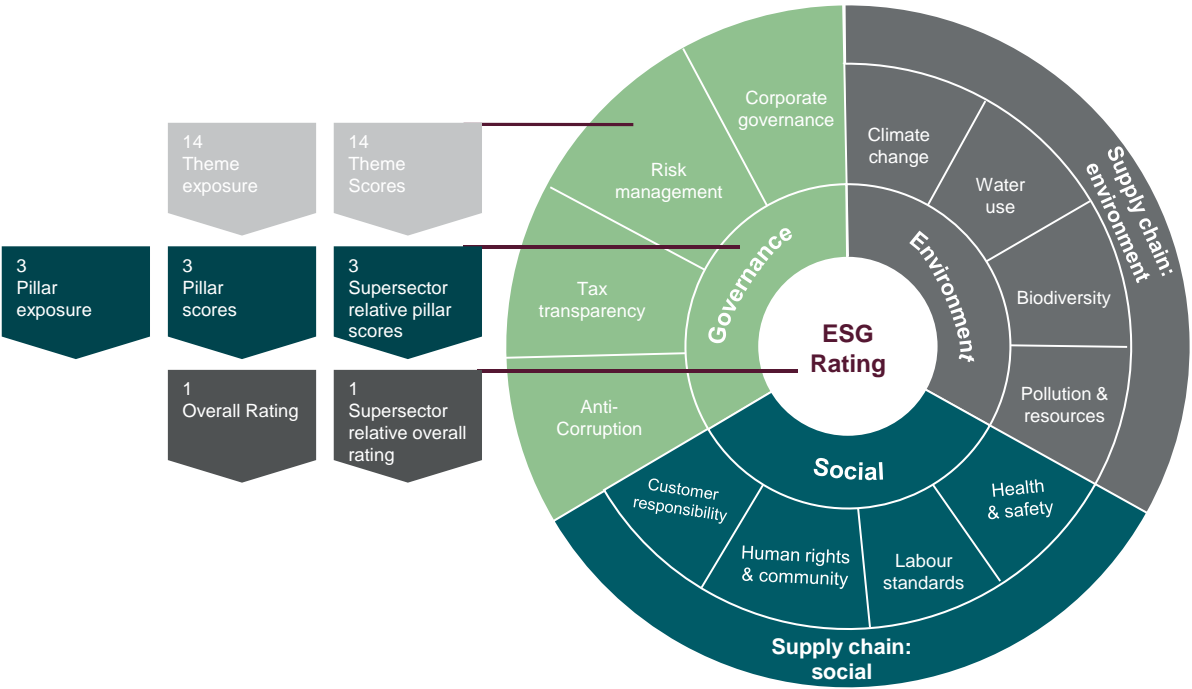 14
Theme
exposure
14
Theme
Scores
3
Pillar
exposure
3
Pillar
scores
3
Supersector
relative pillar
scores
1
Overall Rating
1
Supersector
relative overall
rating
Corporate
governance
Risk
management
Tax
transparency
Anti-
Corruption
Governance
Climate
change
Water
use
Biodiversity
Pollution &
resources
Environment
Supply chain:
environment
ESG
Rating
Social
Customer
responsibility
Human rights
& community
Labour
standards
Health
& safety
Supply chain:
social